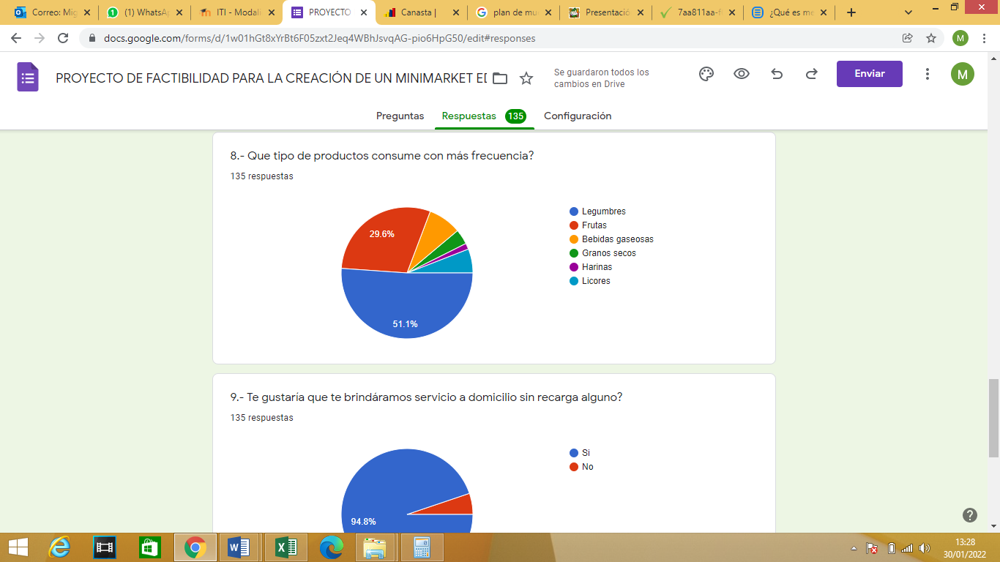 Correo: Mig
(1) WhatsAp
ITI - Modali
PROYECTO
Canasta |
plan de mu
Presentació
7aa811aa-f
¿Qué es me
docs.google.com/forms/d/1w01hGt8xYrBt6F05zxt2Jeq4WBhJsvqAG-pio6HpG50/edit#responses
M
PROYECTO DE FACTIBILIDAD PARA LA CREACIÓN DE UN MINIMARKET ED
Se guardaron todos los
cambios en Drive
Enviar
M
Preguntas
Respuestas 135
Configuración
8.- Que tipo de productos consume con más frecuencia?
135 respuestas
29.6%
51.1%
Legumbres
Frutas
Bebidas gaseosas
Granos secos
Harinas
Licores
9.- Te gustaría que te brindáramos servicio a domicilio sin recarga alguno?
135 respuestas
94.8%
Si
No
13:28
30/01/2022